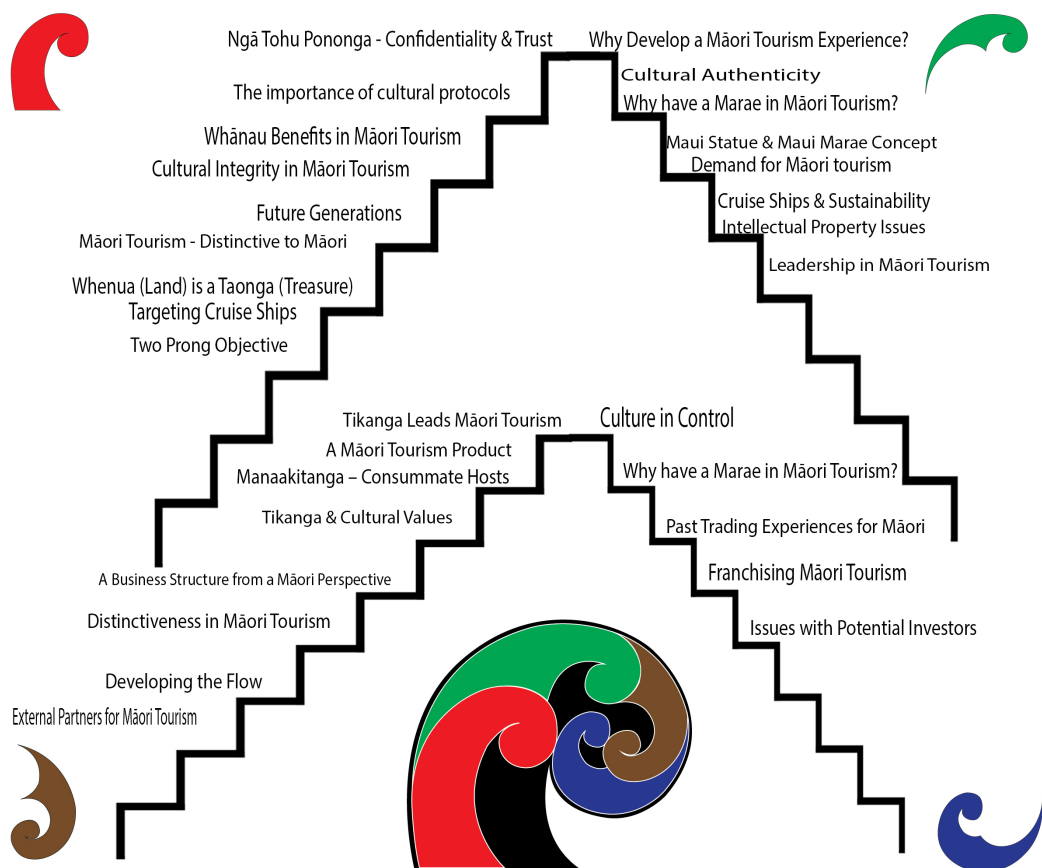 Ngā Tohu Pononga - Confidentiality & Trust
Why Develop a Māori Tourism Experience?
Cultural Authenticity
The importance of cultural protocols
Why have a Marae in Māori Tourism?
Whānau Benefits in Māori Tourism
Maui Statue & Maui Marae Concept
Cultural Integrity in Māori Tourism
Demand for Māori tourism
Future Generations
Cruise Ships & Sustainability
Māori Tourism - Distinctive to Māori
Intellectual Property Issues
Whenua (Land) is a Taonga (Treasure)
Leadership in Māori Tourism
Targeting Cruise Ships
Two Prong Objective
Tikanga Leads Māori Tourism
Culture in Control
A Māori Tourism Product
Manaakitanga – Consummate Hosts
Why have a Marae in Māori Tourism?
Tikanga & Cultural Values
Past Trading Experiences for Māori
A Business Structure from a Māori Perspective
Franchising Māori Tourism
Distinctiveness in Māori Tourism
Issues with Potential Investors
Developing the Flow
External Partners for Māori Tourism